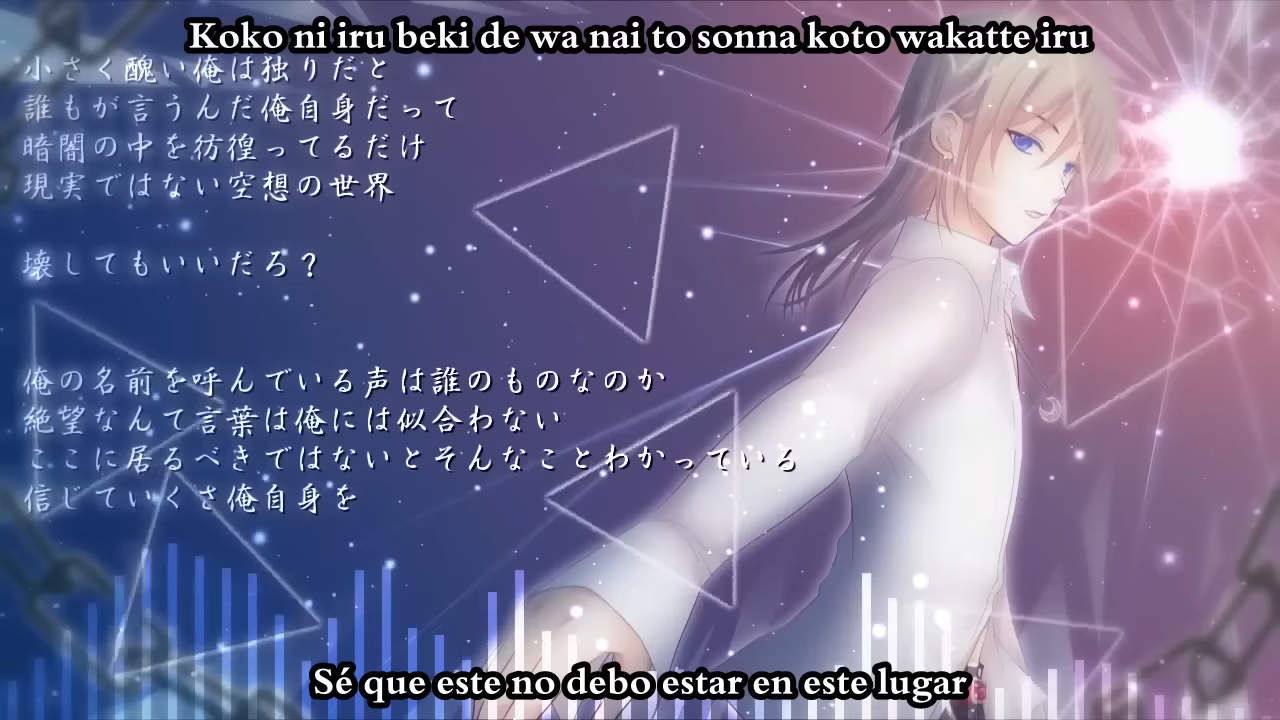 Koko ni iru beki de wa nai to sonna koto wakatte iru
小さく醜い俺は独りだと
誰もが言うんだ俺自身だって
暗闇の中を彷徨ってるだけ
現実ではない空想の世界
壊してもいいだろ？
俺の名前を呼んでいる声は誰のものなのか
絶望なんて言葉は俺には似合わない
ここに居るべきではないとそんなことわかっている
信じていくさ俺自身を
Sé que este no debo estar en este lugar